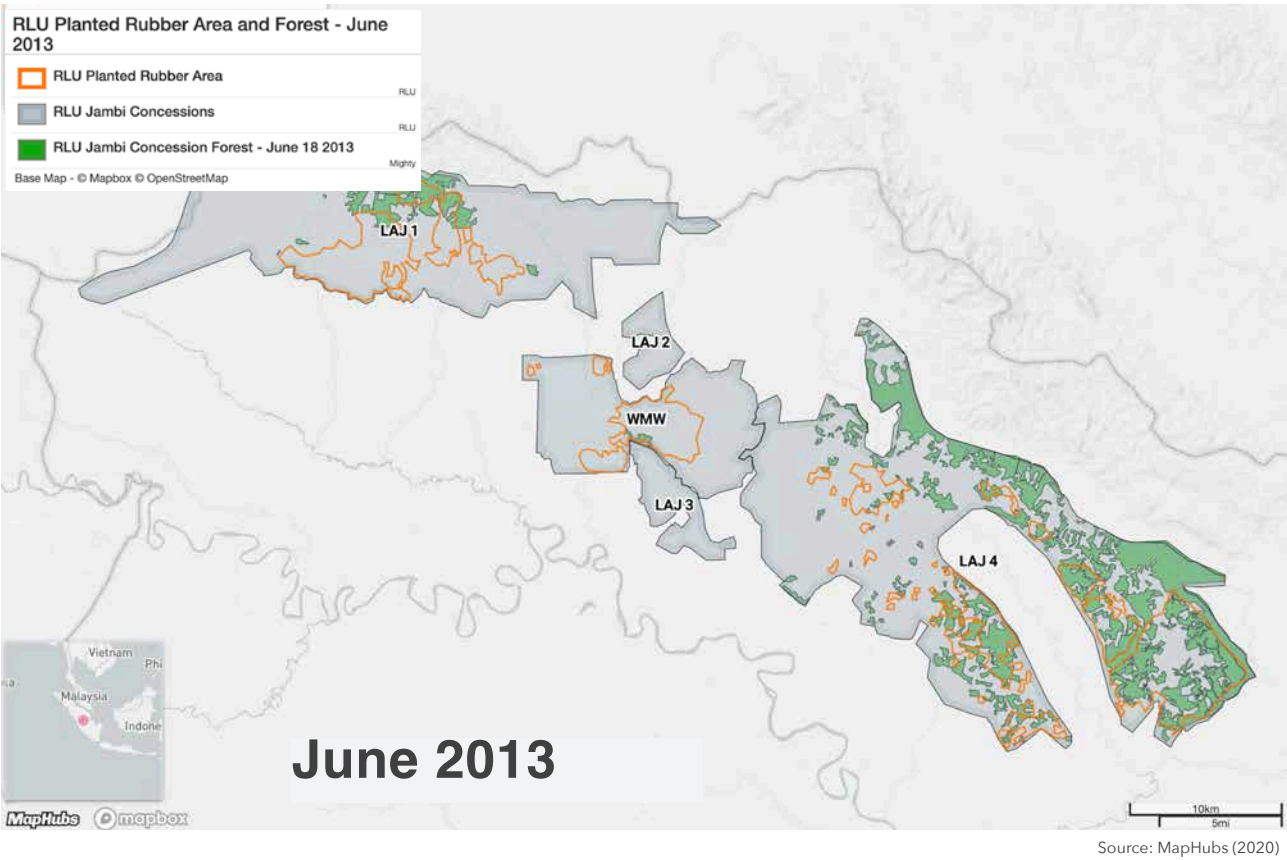 RLU Planted Rubber Area and Forest - June
2013
RLU Planted Rubber Area
RLU
RLU Jambi Concessions
RLU
RLU Jambi Concession Forest - June 18 2013
Mighty
Base Map - © Mapbox © OpenStreetMap
LAJ 1
LAJ 2
WMW
LAJ 3
LAJ 4
Vietnam
Phi
Malaysia
Indone
June 2013
MapHubs
mapbox
10km
5mi
Source: MapHubs (2020)